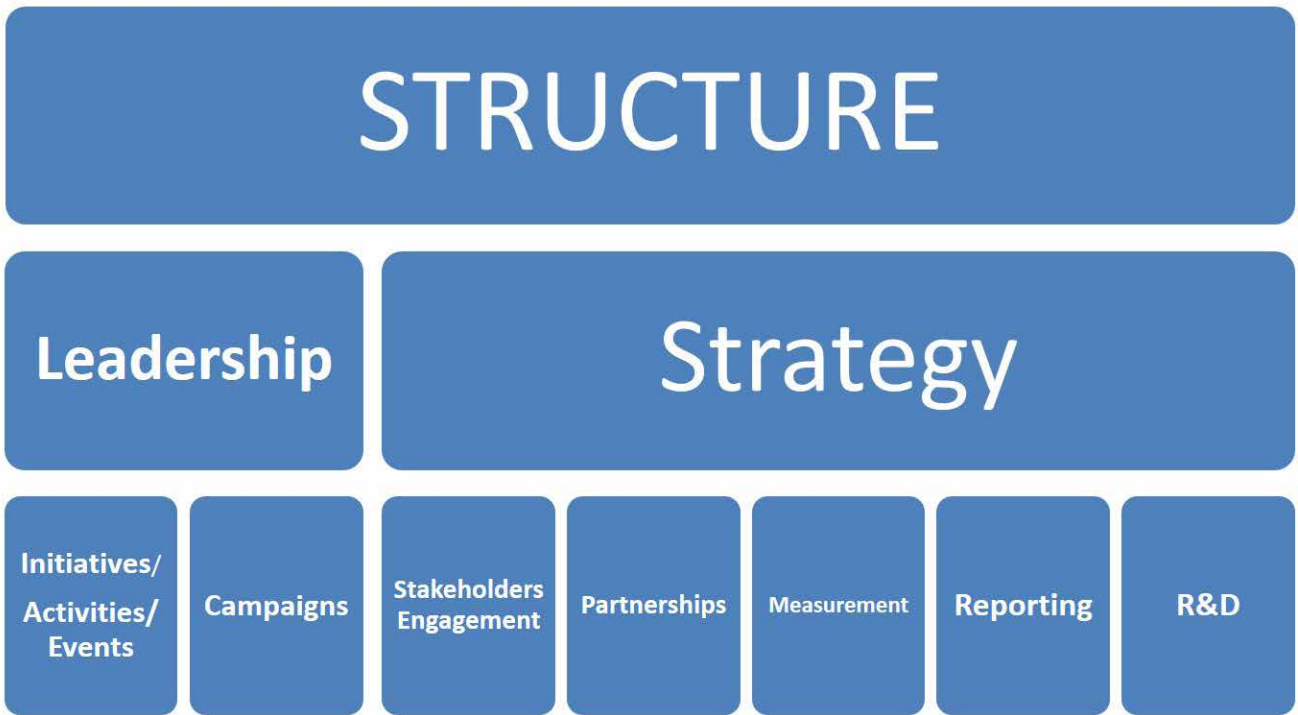 STRUCTURE
Leadership
Strategy
Initiatives/
Activities/
Events
Campaigns
Stakeholders
Engagement
Partnerships
Measurement
Reporting
R&D